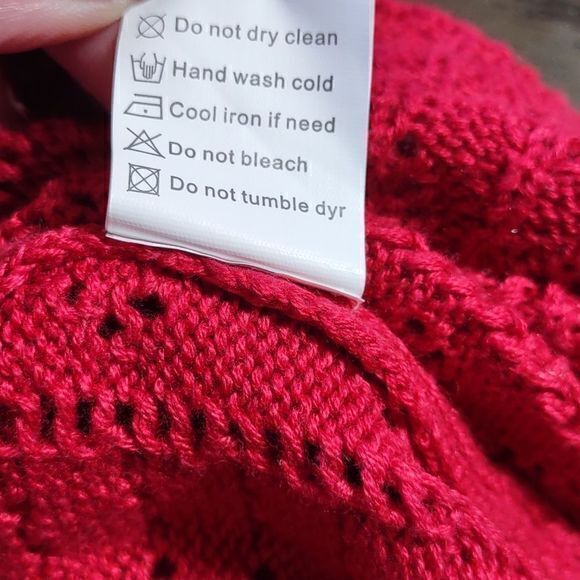 Do not dry clean
Hand wash cold
Cool iron if need
Do not bleach
Do not tumble dyr